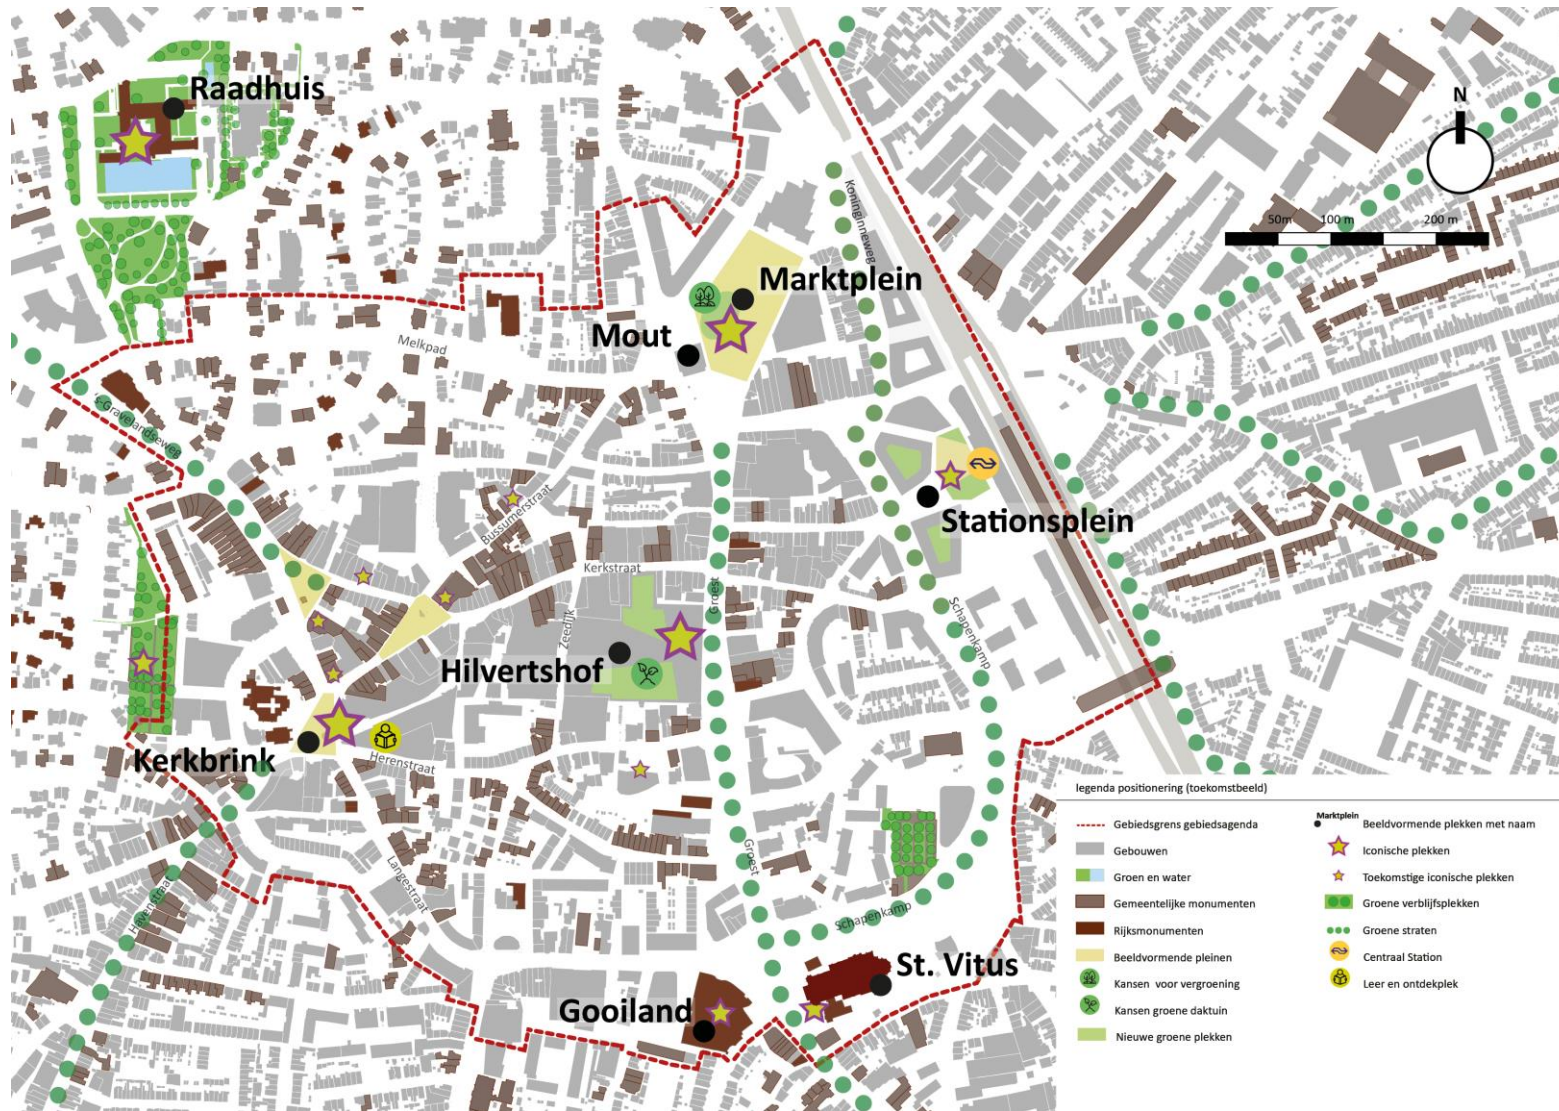 Raadhuis
N
50m 100 m 200 m
Koninginneweg
Marktplein
Mout
Melkpad
's-Gravelandseweg
Bussumerstraat
Stationsplein
Kerkstraat
Groest
Zeedijk
Schapenkamp
Hilvertshof
Kerkbrink
Herenstraat
Langestraat
Havenstraat
Groest
Schapenkamp
St. Vitus
Gooiland
legenda positionering (toekomstbeeld)
Gebiedsgrens gebiedsagenda
Gebouwen
Groen en water
Gemeentelijke monumenten
Rijksmonumenten
Beeldvormende pleinen
Kansen voor vergroening
Kansen groene daktuin
Nieuwe groene plekken
Marktplein
Beeldvormende plekken met naam
Iconische plekken
Toekomstige iconische plekken
Groene verblijfsplekken
Groene straten
Centraal Station
Leer en ontdekplek